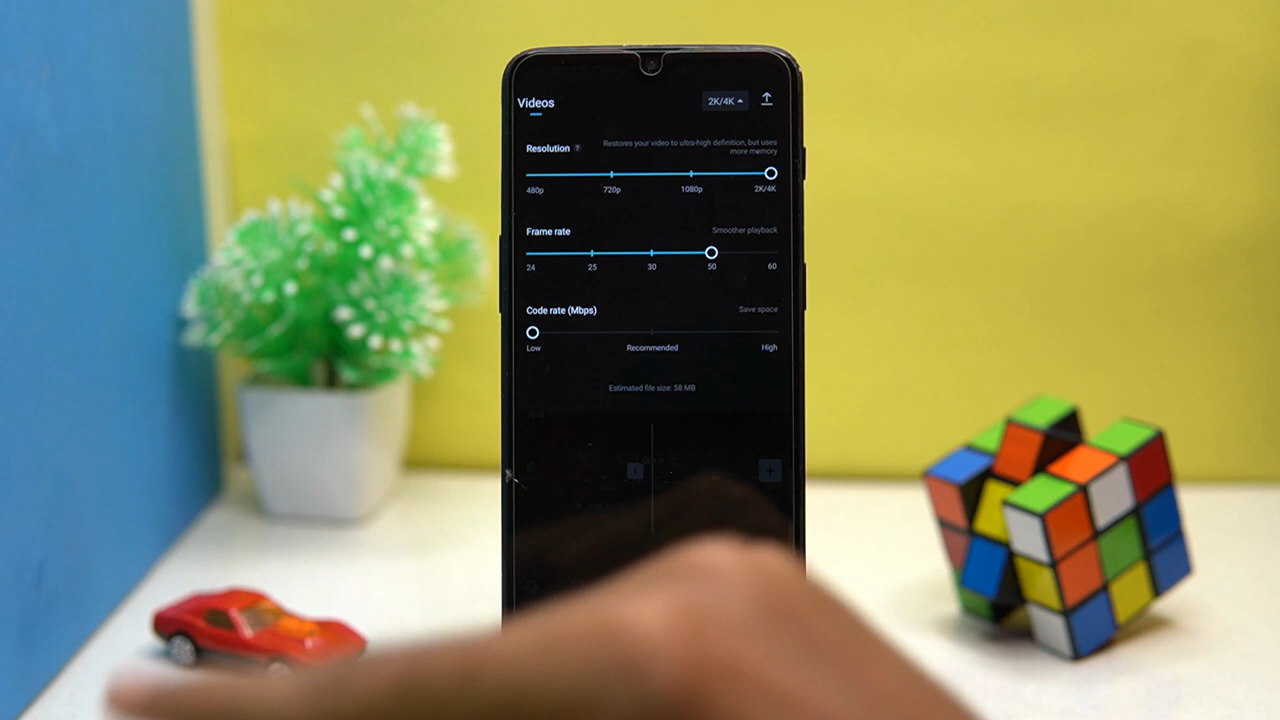 Videos
2K/4K
Resolution ?
Restores your video to ultra-high definition, but uses
more memory
480p 720p 1080p 2K/4K
Frame rate
Smoother playback
24 25 30 50 60
Code rate (Mbps)
Save space
Low Recommended High
Estimated file size: 58 MB